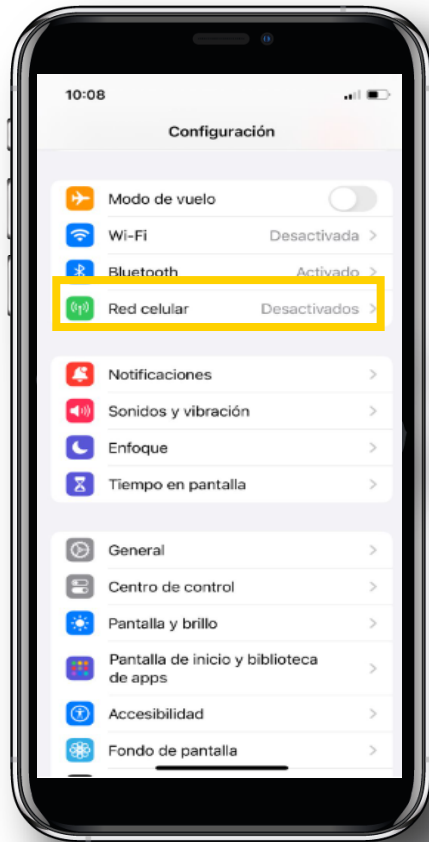 10:08
Configuración
Modo de vuelo
Wi-Fi Desactivada
Bluetooth Activado
Red celular Desactivados
Notificaciones
Sonidos y vibración
Enfoque
Tiempo en pantalla
General
Centro de control
Pantalla y brillo
Pantalla de inicio y biblioteca
de apps
Accesibilidad
Fondo de pantalla